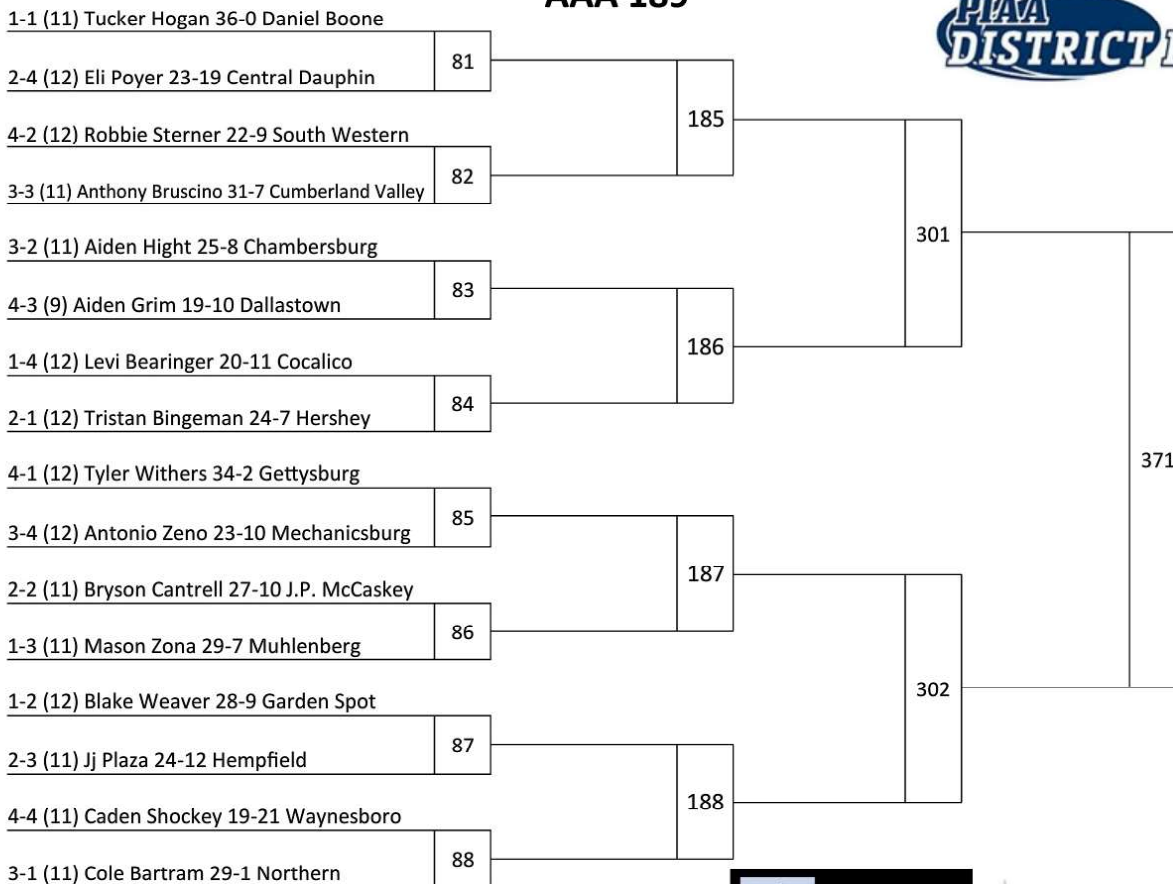 AAA 189
PIAA
DISTRICT
1-1 (11) Tucker Hogan 36-0 Daniel Boone
81
2-4 (12) Eli Poyer 23-19 Central Dauphin
185
4-2 (12) Robbie Sterner 22-9 South Western
82
3-3 (11) Anthony Bruscino 31-7 Cumberland Valley
301
3-2 (11) Aiden Hight 25-8 Chambersburg
83
4-3 (9) Aiden Grim 19-10 Dallastown
186
1-4 (12) Levi Bearinger 20-11 Cocalico
84
2-1 (12) Tristan Bingeman 24-7 Hershey
371
4-1 (12) Tyler Withers 34-2 Gettysburg
85
3-4 (12) Antonio Zeno 23-10 Mechanicsburg
187
2-2 (11) Bryson Cantrell 27-10 J.P. McCaskey
86
1-3 (11) Mason Zona 29-7 Muhlenberg
302
1-2 (12) Blake Weaver 28-9 Garden Spot
87
2-3 (11) Jj Plaza 24-12 Hempfield
188
4-4 (11) Caden Shockey 19-21 Waynesboro
88
3-1 (11) Cole Bartram 29-1 Northern